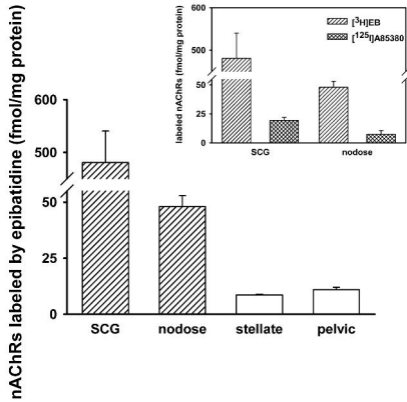 nAChRs labeled by epibatidine (fmol/mg protein)
600
500
50
25
0
SCG nodose stellate pelvic
labeled nAChRs (fmol/mg protein)
600
500
50
25
0
SCG nodose
[³H]EB
[¹²⁵I]A85380